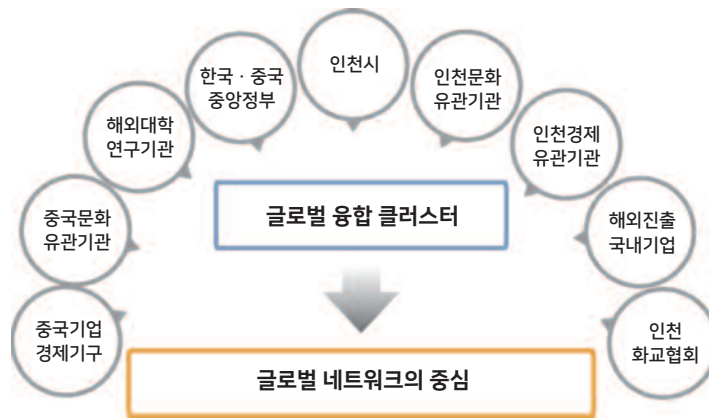 중국기업
경제기구
중국문화
유관기관
해외대학
연구기관
한국 · 중국
중앙정부
인천시
인천문화
유관기관
인천경제
유관기관
해외진출
국내기업
인천
화교협회
글로벌 융합 클러스터
글로벌 네트워크의 중심